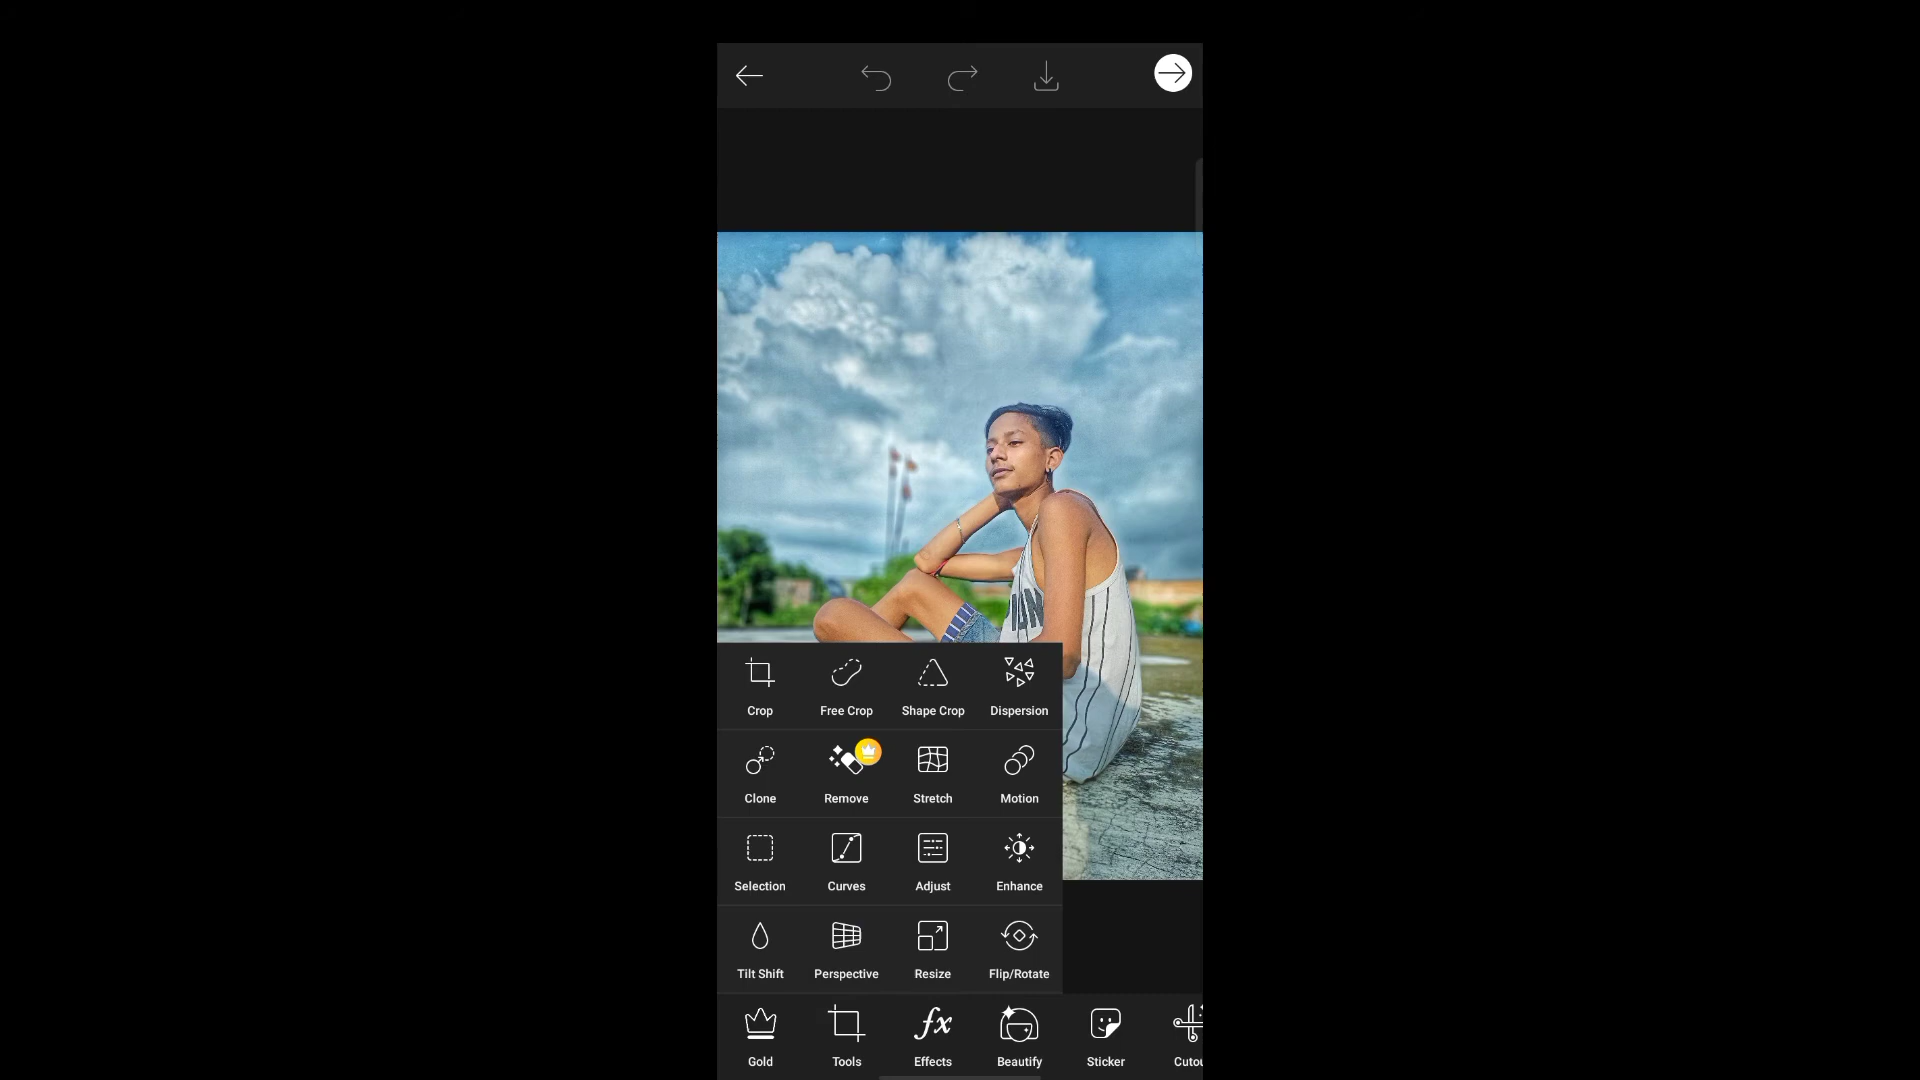 Crop Free Crop Shape Crop Dispersion
Clone Remove Stretch Motion
Selection Curves Adjust Enhance
Tilt Shift Perspective Resize Flip/Rotate
fx
Gold Tools Effects Beautify Sticker Cutou